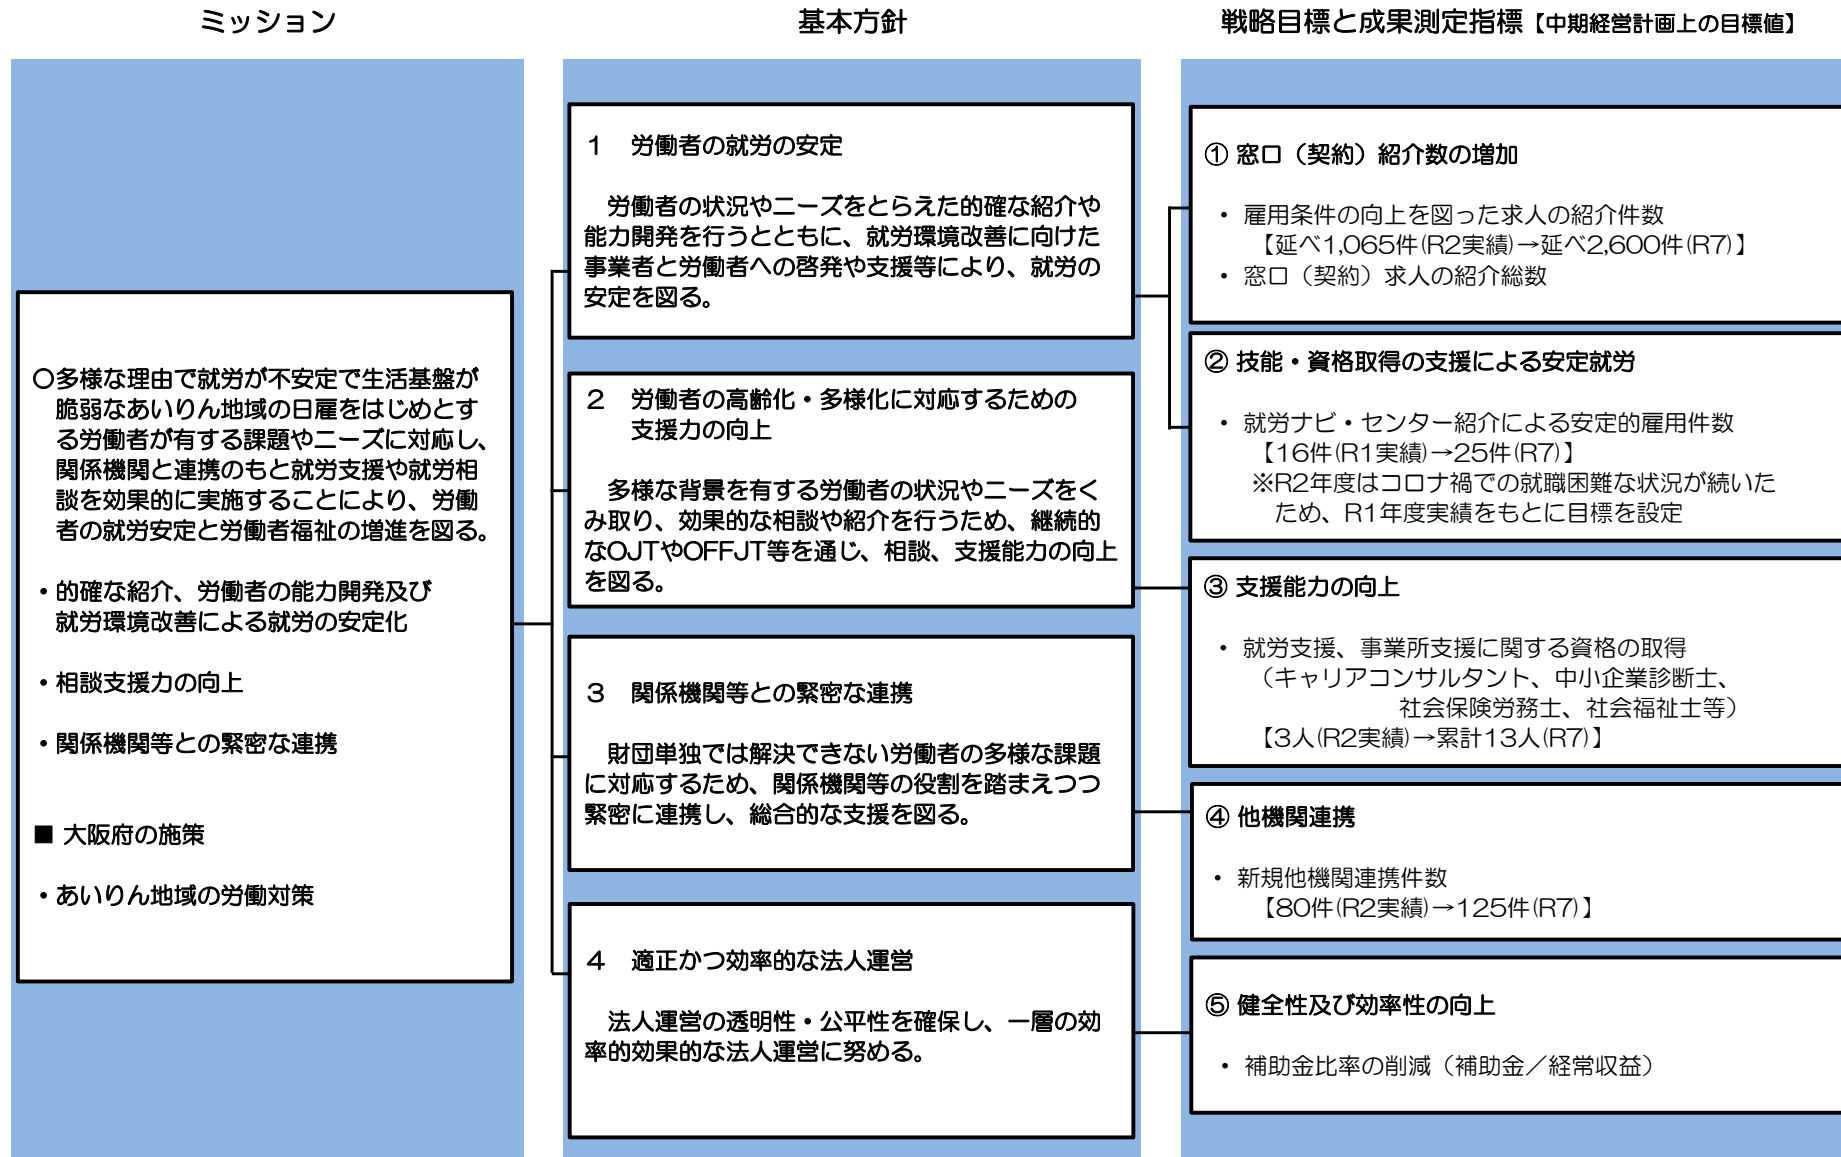 ミッション
基本方針
戦略目標と成果測定指標【中期経営計画上の目標値】
〇多様な理由で就労が不安定で生活基盤が
脆弱なあいりん地域の日雇をはじめとす
る労働者が有する課題やニーズに対応し、
関係機関と連携のもと就労支援や就労相
談を効果的に実施することにより、労働
者の就労安定と労働者福祉の増進を図る。
・的確な紹介、労働者の能力開発及び
就労環境改善による就労の安定化
・相談支援力の向上
・関係機関等との緊密な連携
■ 大阪府の施策
・あいりん地域の労働対策
1 労働者の就労の安定
労働者の状況やニーズをとらえた的確な紹介や
能力開発を行うとともに、就労環境改善に向けた
事業者と労働者への啓発や支援等により、就労の
安定を図る。
2 労働者の高齢化・多様化に対応するための
支援力の向上
多様な背景を有する労働者の状況やニーズをく
み取り、効果的な相談や紹介を行うため、継続的
なOJTやOFFJT等を通じ、相談、支援能力の向上
を図る。
3 関係機関等との緊密な連携
財団単独では解決できない労働者の多様な課題
に対応するため、関係機関等の役割を踏まえつつ
緊密に連携し、総合的な支援を図る。
4 適正かつ効率的な法人運営
法人運営の透明性・公平性を確保し、一層の効
率的効果的な法人運営に努める。
① 窓口（契約）紹介数の増加
・ 雇用条件の向上を図った求人の紹介件数
【延べ1,065件(R2実績)→延べ2,600件(R7)】
・ 窓口（契約）求人の紹介総数
② 技能・資格取得の支援による安定就労
・ 就労ナビ・センター紹介による安定的雇用件数
【16件(R1実績)→25件(R7)】
※R2年度はコロナ禍での就職困難な状況が続いた
ため、R1年度実績をもとに目標を設定
③ 支援能力の向上
・ 就労支援、事業所支援に関する資格の取得
（キャリアコンサルタント、中小企業診断士、
社会保険労務士、社会福祉士等）
【3人(R2実績)→累計13人(R7)】
④ 他機関連携
・ 新規他機関連携件数
【80件(R2実績)→125件(R7)】
⑤ 健全性及び効率性の向上
・ 補助金比率の削減（補助金／経常収益）